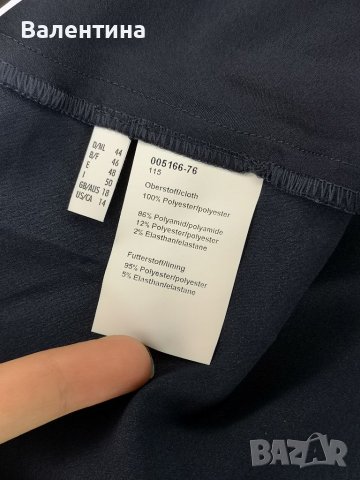 Валентина
D/NL 44
B/F 46
E 48
I 50
GB/AUS 18
US/CA 14
005166-76
115
Oberstoff/cloth
100% Polyester/polyester
86% Polyamid/polyamide
12% Polyester/polyester
2% Elasthan/elastane
Futterstoff/lining
95% Polyester/polyester
5% Elasthan/elastane
BAZAR